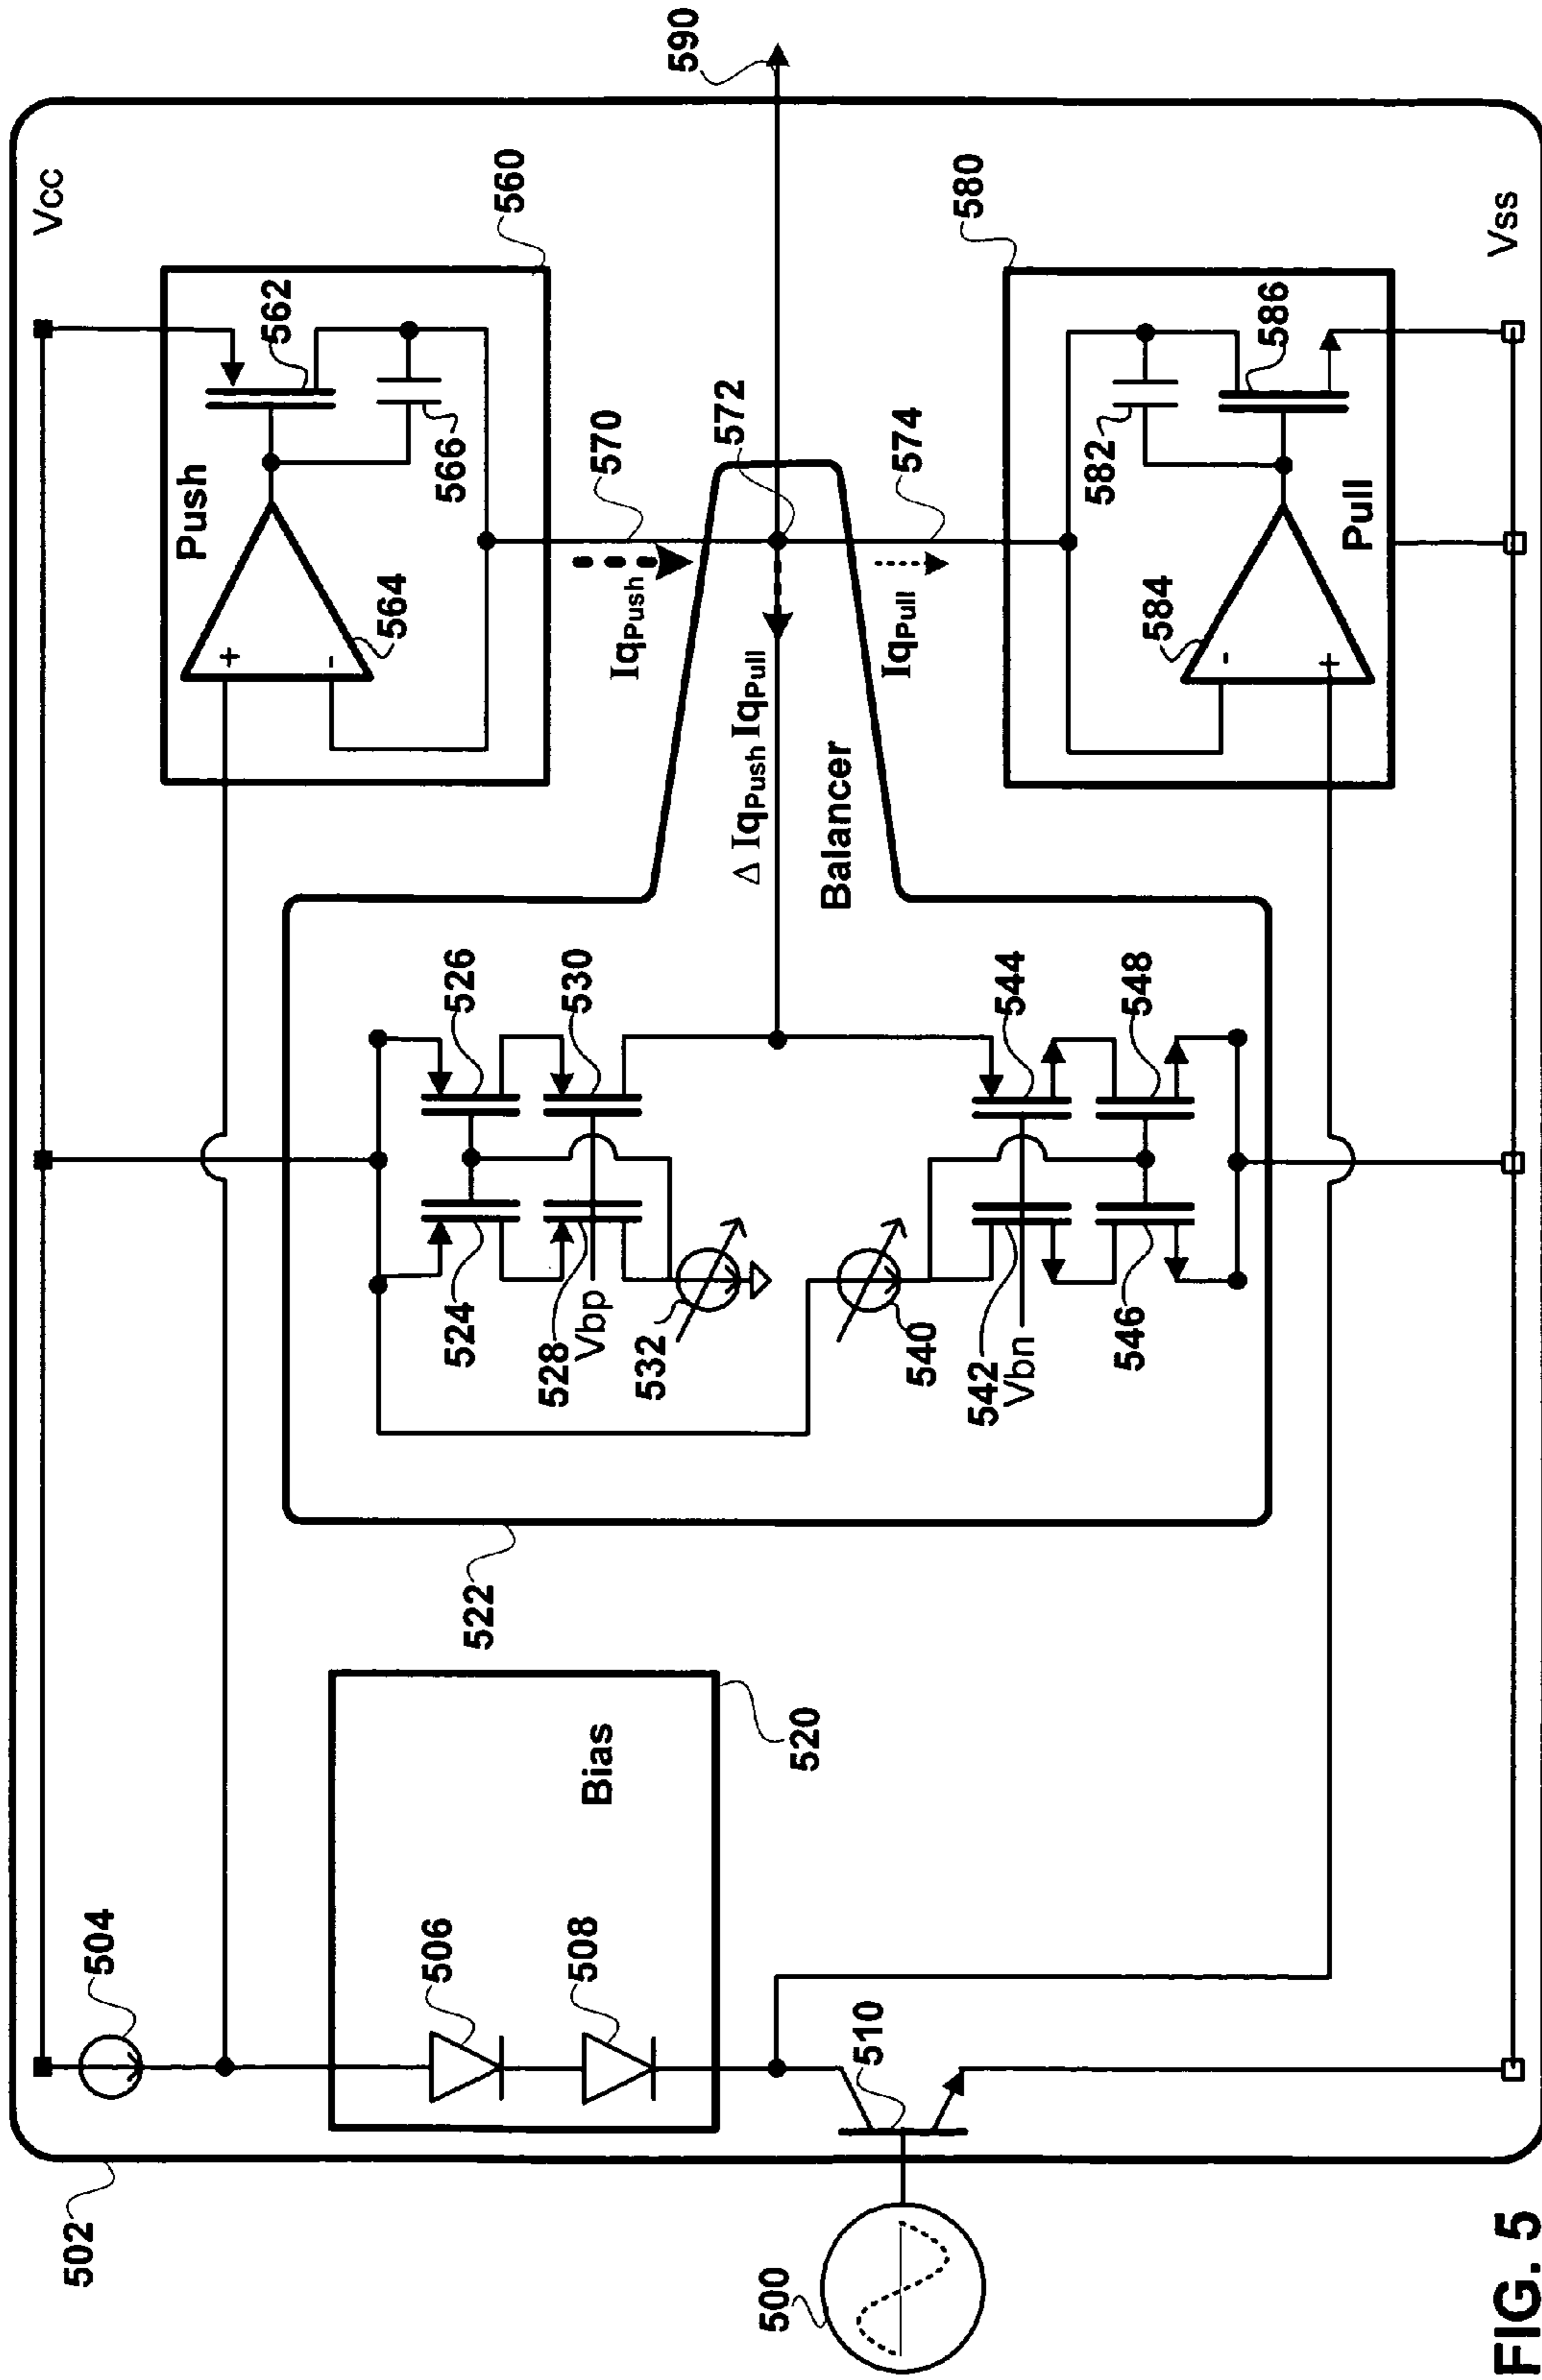 502
504
Vcc
506
508
Bias
520
510
500
522
524
526
528
Vbp
530
532
540
542
Vbn
544
546
548
Balancer
Δ IqPush IqPull
Push
562
564
566
560
IqPush
570
572
574
IqPull
590
580
582
584
586
Pull
+
-
-
+
Vss
FIG. 5